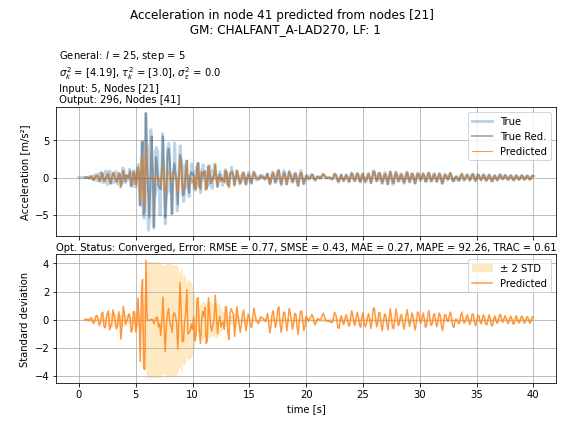 Acceleration in node 41 predicted from nodes [21]
GM: CHALFANT_A-LAD270, LF: 1
General: l = 25, step = 5
σ²ₖ = [4.19], τ²ₖ = [3.0], σ²ε = 0.0
Input: 5, Nodes [21]
Output: 296, Nodes [41]
Acceleration [m/s²]
5
0
−5
True
True Red.
Predicted
Opt. Status: Converged, Error: RMSE = 0.77, SMSE = 0.43, MAE = 0.27, MAPE = 92.26, TRAC = 0.61
Standard deviation
4
2
0
−2
−4
± 2 STD
Predicted
0 5 10 15 20 25 30 35 40
time [s]